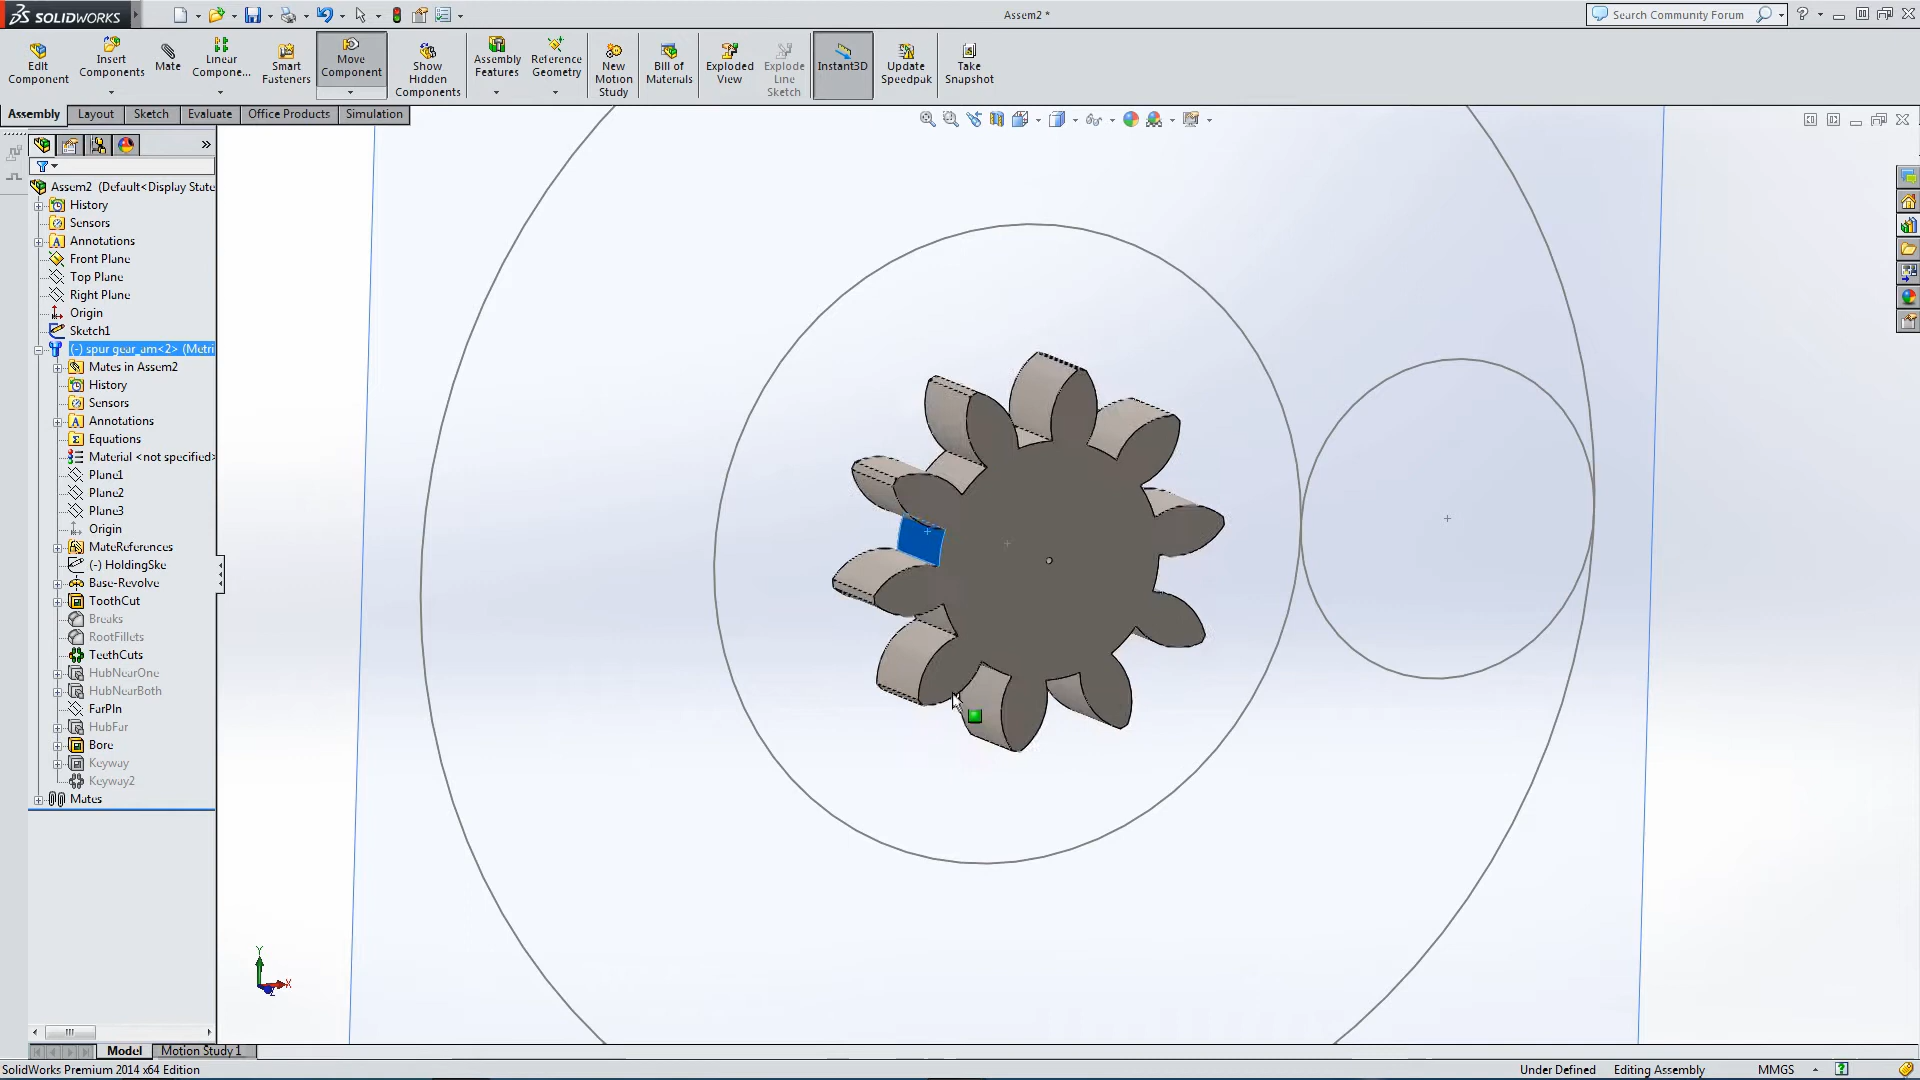 SOLIDWORKS
Assem2 *
Search Community Forum
Edit Component
Insert Components
Mate
Linear Compone...
Smart Fasteners
Move Component
Show Hidden Components
Assembly Features
Reference Geometry
New Motion Study
Bill of Materials
Exploded View
Explode Line Sketch
Instant3D
Update Speedpak
Take Snapshot
Assembly
Layout
Sketch
Evaluate
Office Products
Simulation
Assem2 (Default<Display State
History
Sensors
Annotations
Front Plane
Top Plane
Right Plane
Origin
Sketch1
(-) spur gear_am<2> (Metri
Mates in Assem2
History
Sensors
Annotations
Equations
Material <not specified>
Plane1
Plane2
Plane3
Origin
MateReferences
(-) HoldingSke
Base-Revolve
ToothCut
Breaks
RootFillets
TeethCuts
HubNearOne
HubNearBoth
FarPln
HubFar
Bore
Keyway
Keyway2
Mates
Y
X
Z
Model
Motion Study 1
SolidWorks Premium 2014 x64 Edition
Under Defined
Editing Assembly
MMGS